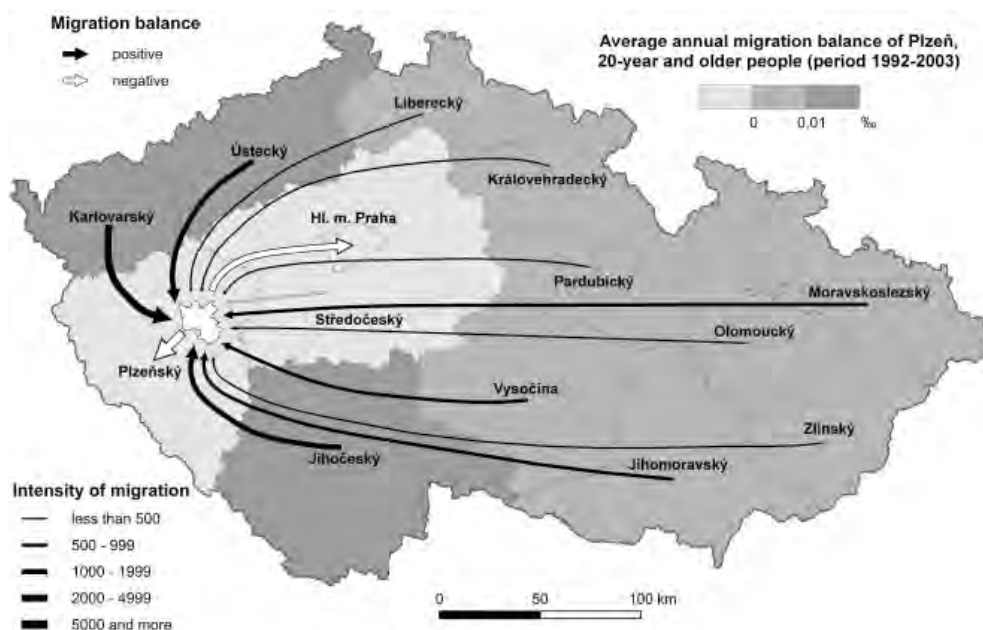 Migration balance
positive
negative
Average annual migration balance of Plzeň,
20-year and older people (period 1992-2003)
0 0,01 ‰
Liberecký
Ústecký
Královehradecký
Karlovarský
Hl. m. Praha
Pardubický
Moravskoslezský
Středočeský
Olomoucký
Plzeňský
Vysočina
Zlínský
Jihočeský
Jihomoravský
Intensity of migration
less than 500
500 - 999
1000 - 1999
2000 - 4999
5000 and more
0 50 100 km